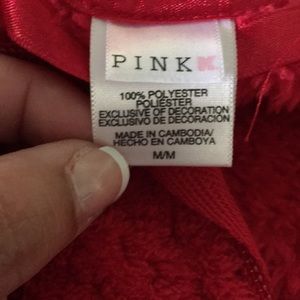 PINK K
100% POLYESTER
POLIÉSTER
EXCLUSIVE OF DECORATION
EXCLUSIVO DE DECORACIÓN
MADE IN CAMBODIA/
HECHO EN CAMBOYA
M/M